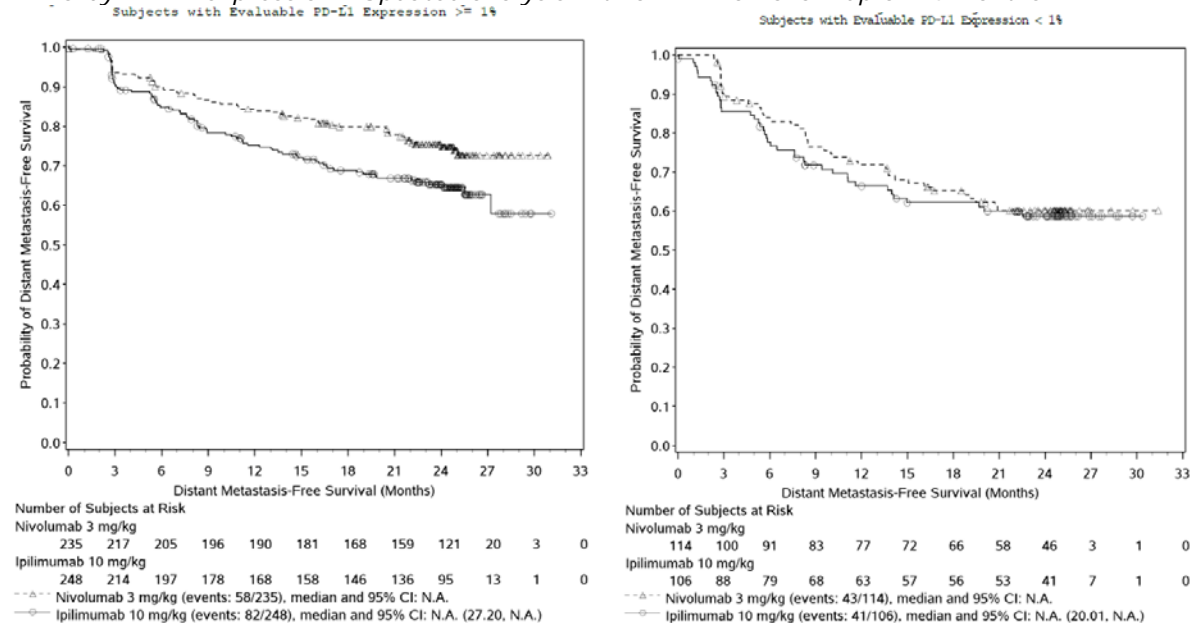 Subjects with Evaluable PD-L1 Expression >= 1%
Probability of Distant Metastasis-Free Survival
1.0
0.9
0.8
0.7
0.6
0.5
0.4
0.3
0.2
0.1
0.0
0 3 6 9 12 15 18 21 24 27 30 33
Distant Metastasis-Free Survival (Months)
Number of Subjects at Risk
Nivolumab 3 mg/kg
235 217 205 196 190 181 168 159 121 20 3 0
Ipilimumab 10 mg/kg
248 214 197 178 168 158 146 136 95 13 1 0
Nivolumab 3 mg/kg (events: 58/235), median and 95% CI: N.A.
Ipilimumab 10 mg/kg (events: 82/248), median and 95% CI: N.A. (27.20, N.A.)
Subjects with Evaluable PD-L1 Expression < 1%
Probability of Distant Metastasis-Free Survival
1.0
0.9
0.8
0.7
0.6
0.5
0.4
0.3
0.2
0.1
0.0
0 3 6 9 12 15 18 21 24 27 30 33
Distant Metastasis-Free Survival (Months)
Number of Subjects at Risk
Nivolumab 3 mg/kg
114 100 91 83 77 72 66 58 46 3 1 0
Ipilimumab 10 mg/kg
106 88 79 68 63 57 56 53 41 7 1 0
Nivolumab 3 mg/kg (events: 43/114), median and 95% CI: N.A.
Ipilimumab 10 mg/kg (events: 41/106), median and 95% CI: N.A. (20.01, N.A.)